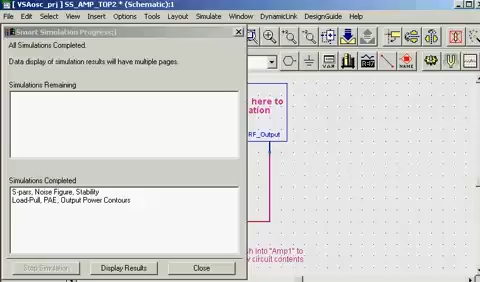 [ VSAosc_prj ] SS_AMP_TOP2 * (Schematic):1
Edit Select View Insert Options Tools Layout Simulate Window DynamicLink DesignGuide Help
Smart Simulation Progress:1
All Simulations Completed.
Data display of simulation results will have multiple pages.
Simulations Remaining
VAR
NAME
here to
ation
RF_Output
Simulations Completed
S-pars, Noise Figure, Stability
Load-Pull, PAE, Output Power Contours
sh into "Amp1" to
circuit contents
Stop Simulation Display Results Close